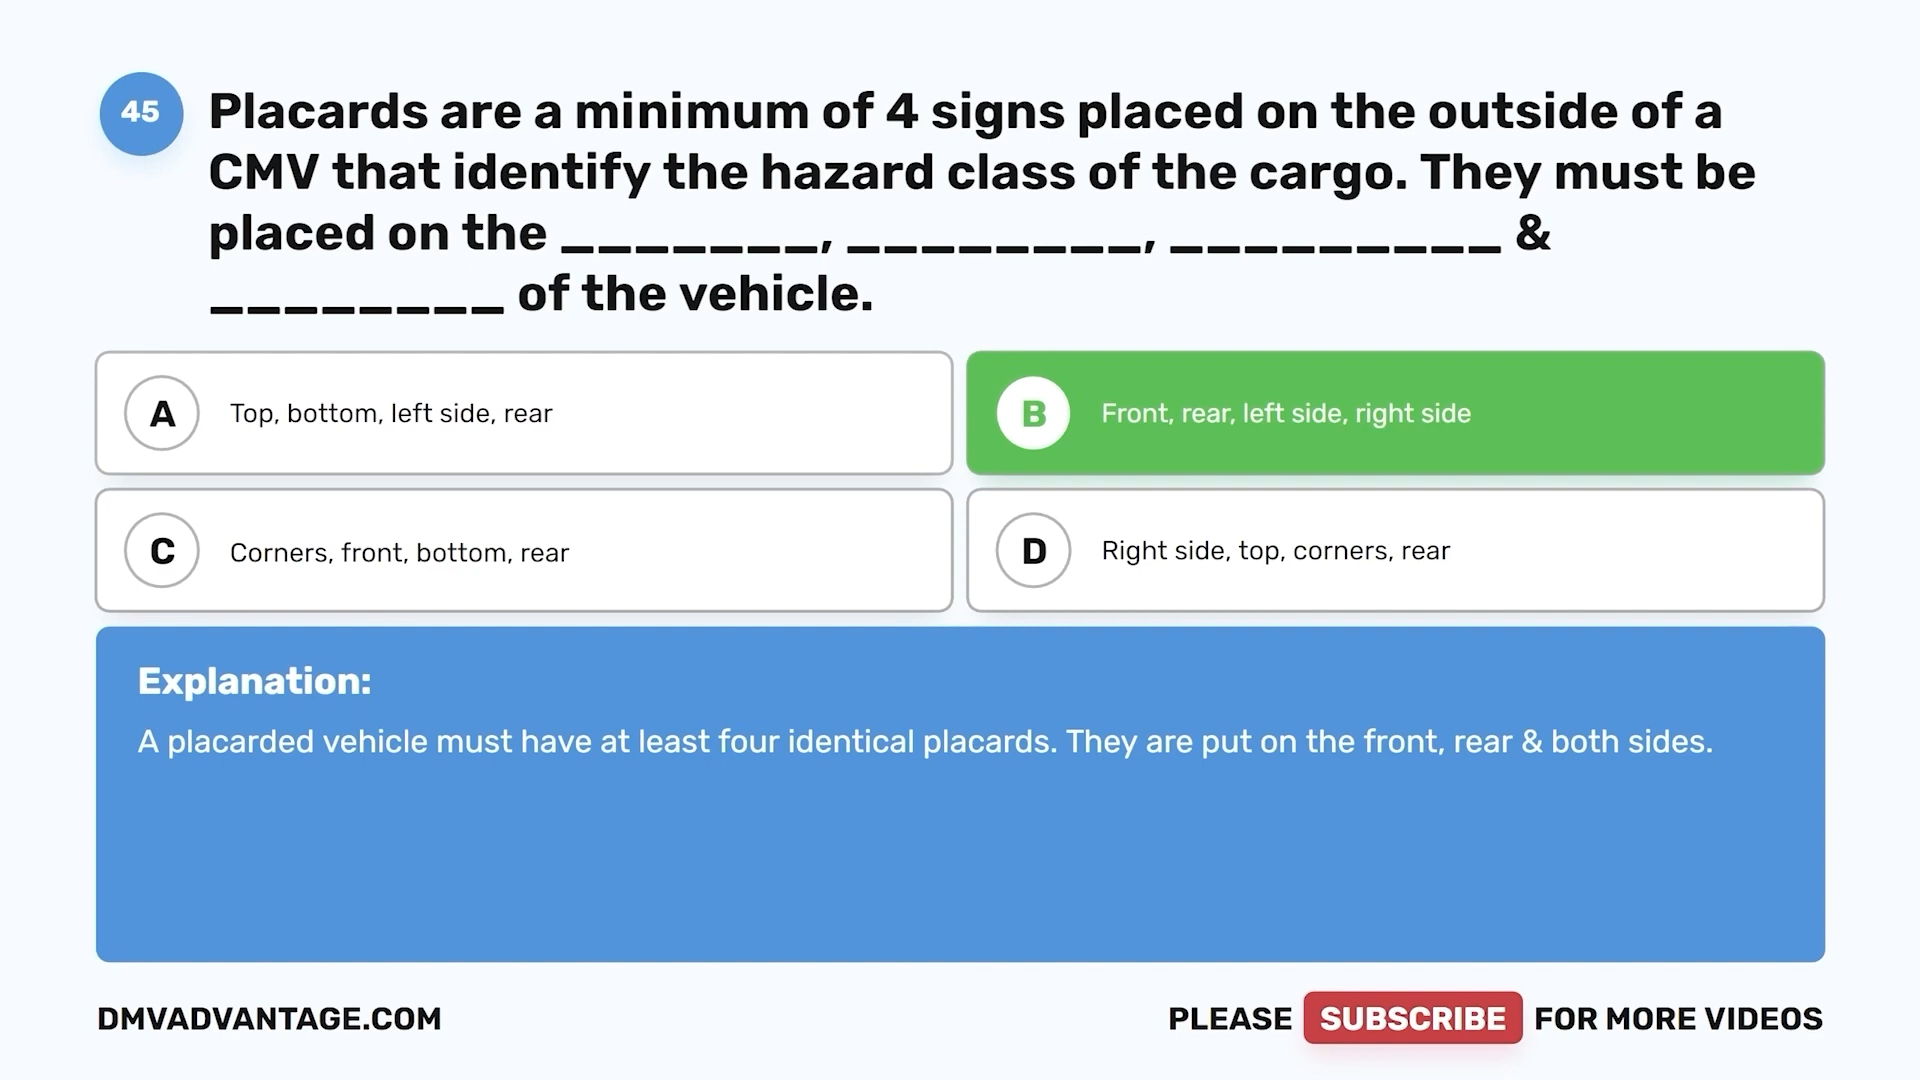 45
Placards are a minimum of 4 signs placed on the outside of a
CMV that identify the hazard class of the cargo. They must be
placed on the _______, ________, _________ &
________ of the vehicle.
A Top, bottom, left side, rear
B Front, rear, left side, right side
C Corners, front, bottom, rear
D Right side, top, corners, rear
Explanation:
A placarded vehicle must have at least four identical placards. They are put on the front, rear & both sides.
DMVADVANTAGE.COM
PLEASE SUBSCRIBE FOR MORE VIDEOS